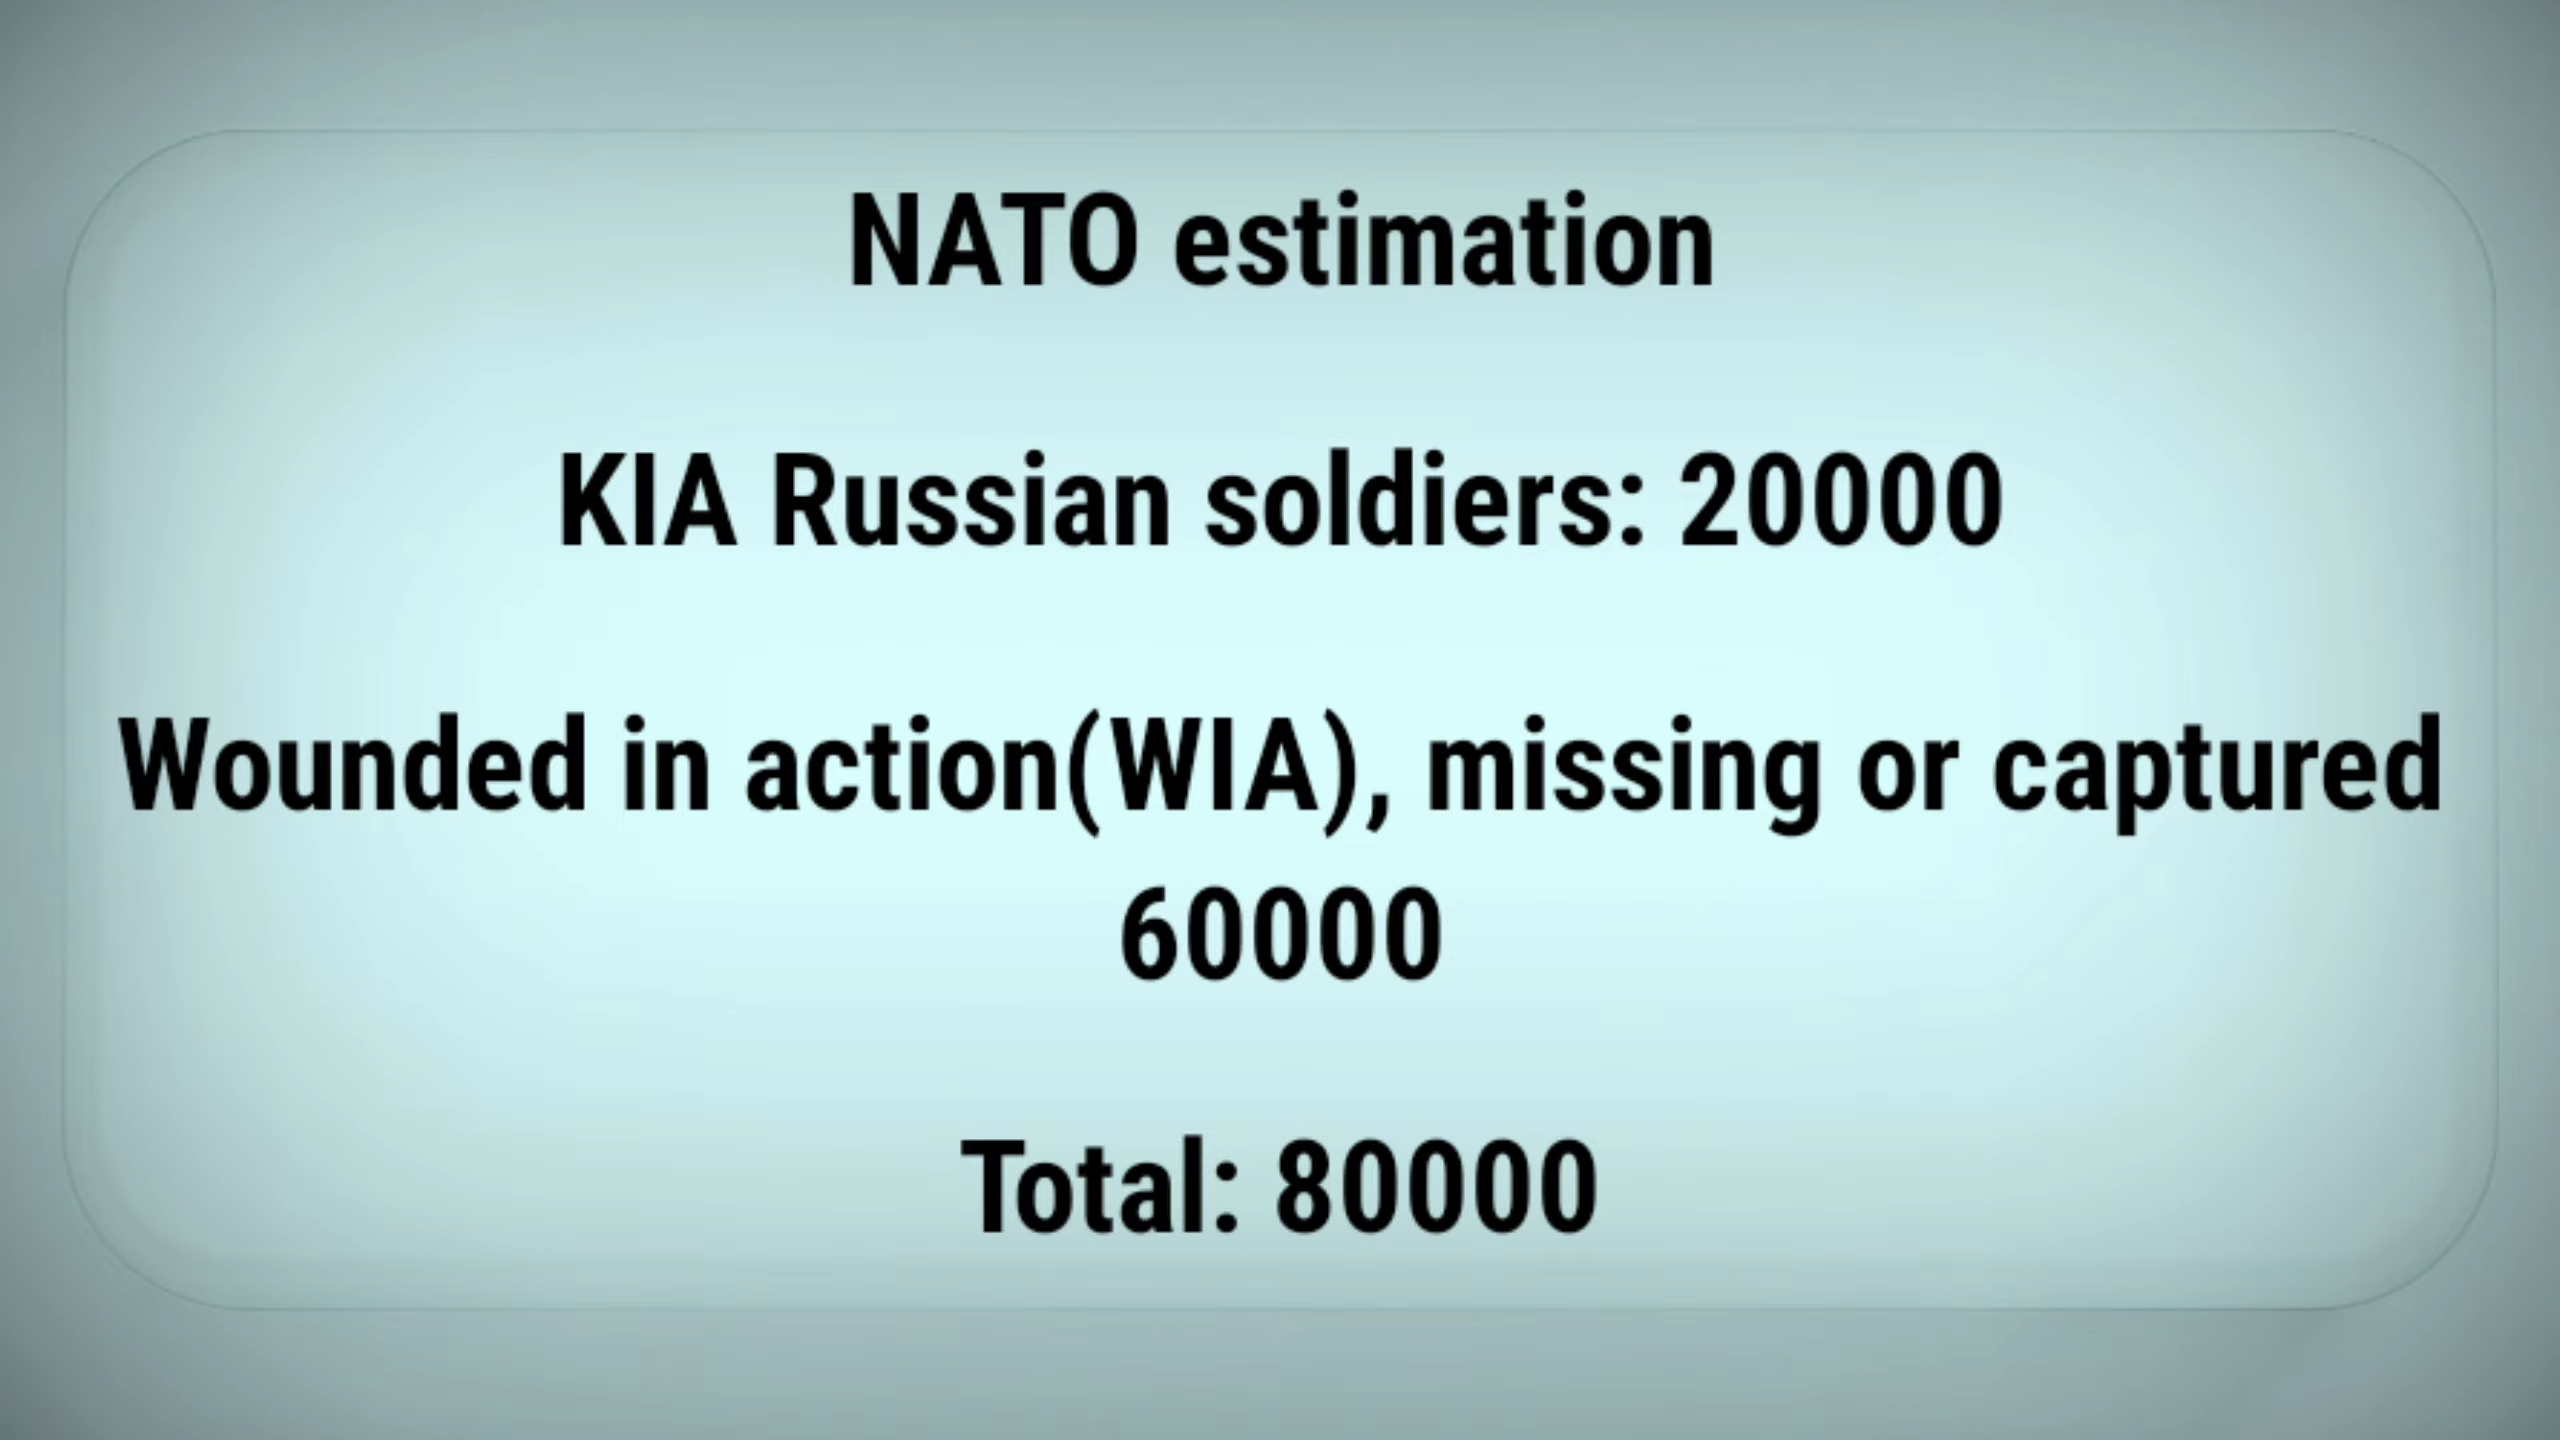 NATO estimation
KIA Russian soldiers: 20000
Wounded in action(WIA), missing or captured
60000
Total: 80000